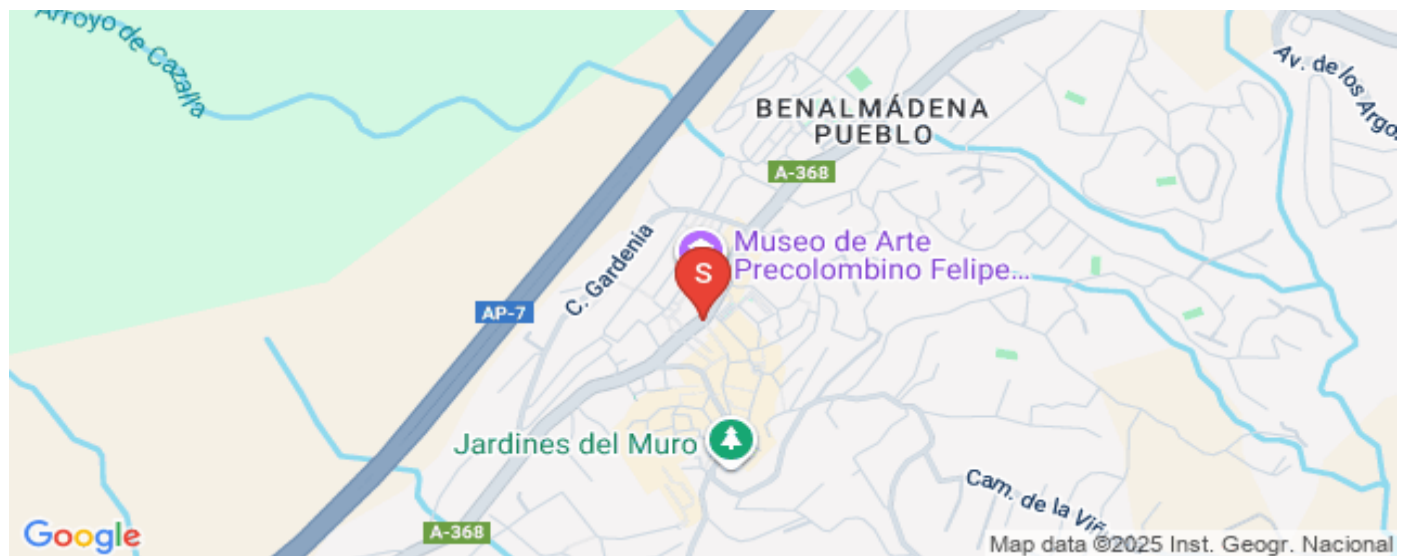 Arroyo de Cazalla
Av. de los Argo
BENALMÁDENA
PUEBLO
A-368
C. Gardenia
Museo de Arte
Precolombino Felipe...
S
AP-7
Jardines del Muro
Cam. de la Viñ
A-368
Google
Map data ©2025 Inst. Geogr. Nacional